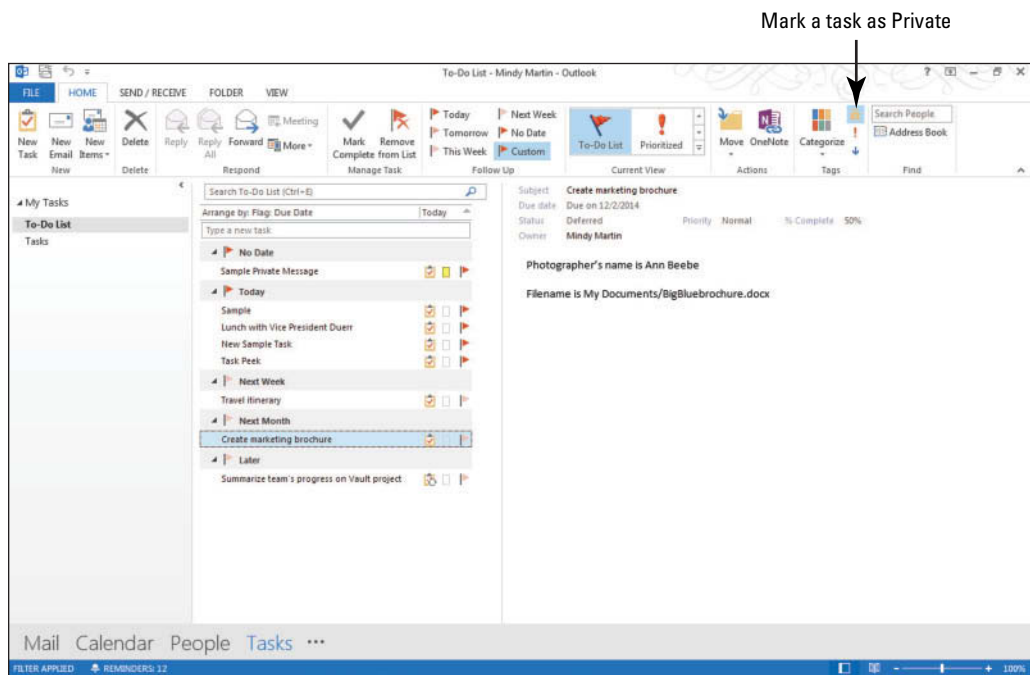 Mark a task as Private
To-Do List - Mindy Martin - Outlook
FILE HOME SEND / RECEIVE FOLDER VIEW
New Task
New Email
New Items
Delete
Reply
Reply All
Forward
Meeting
More
Mark Complete
Remove from List
Today
Tomorrow
This Week
Next Week
No Date
Custom
To-Do List
Prioritized
Move
OneNote
Categorize
Search People
Address Book
New Delete Respond Manage Task Follow Up Current View Actions Tags Find
My Tasks
To-Do List
Tasks
Search To-Do List (Ctrl+E)
Arrange by: Flag: Due Date Today
Type a new task
No Date
Sample Private Message
Today
Sample
Lunch with Vice President Duerr
New Sample Task
Task Peek
Next Week
Travel itinerary
Next Month
Create marketing brochure
Later
Summarize team's progress on Vault project
Subject Create marketing brochure
Due date Due on 12/2/2014
Status Deferred Priority Normal % Complete 50%
Owner Mindy Martin
Photographer's name is Ann Beebe
Filename is My Documents/BigBluebrochure.docx
Mail Calendar People Tasks •••
FILTER APPLIED REMINDERS: 12 100%